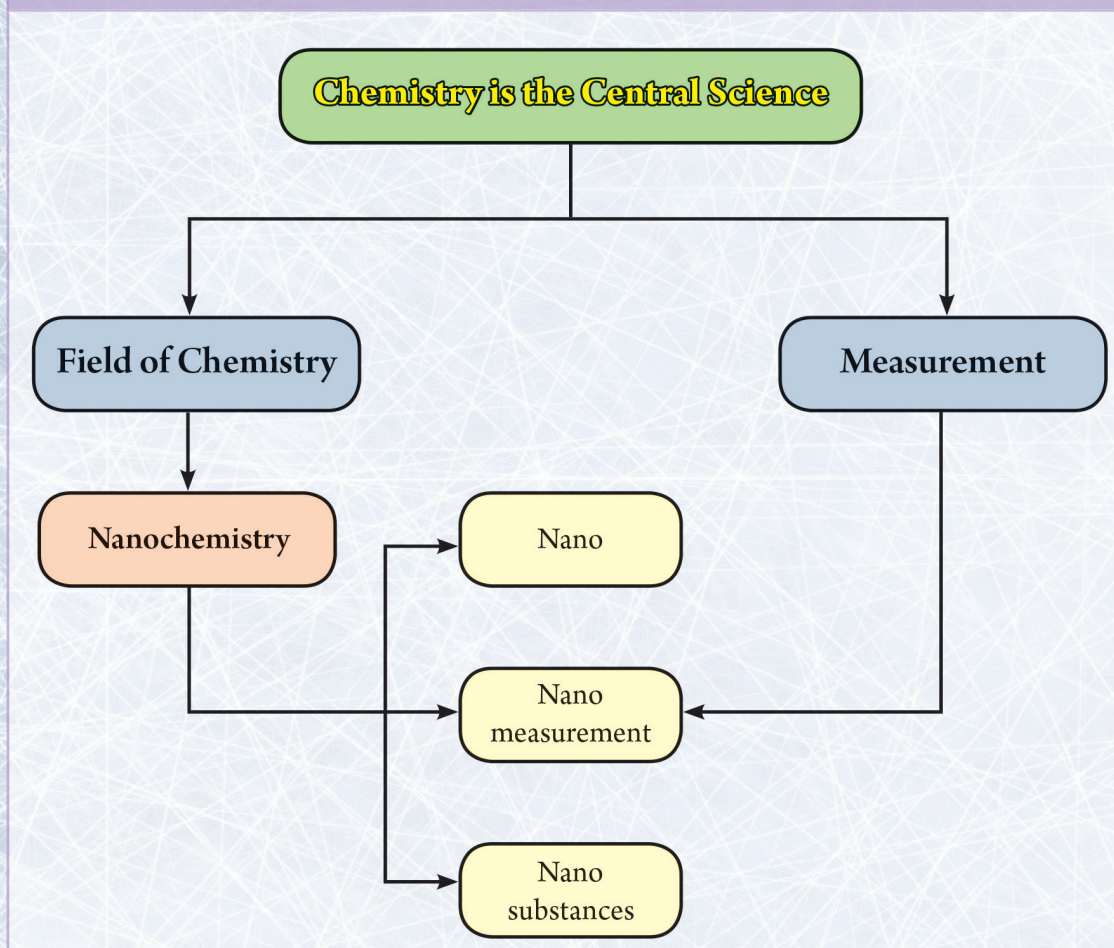 Chemistry is the Central Science
Field of Chemistry
Measurement
Nanochemistry
Nano
Nano
measurement
Nano
substances